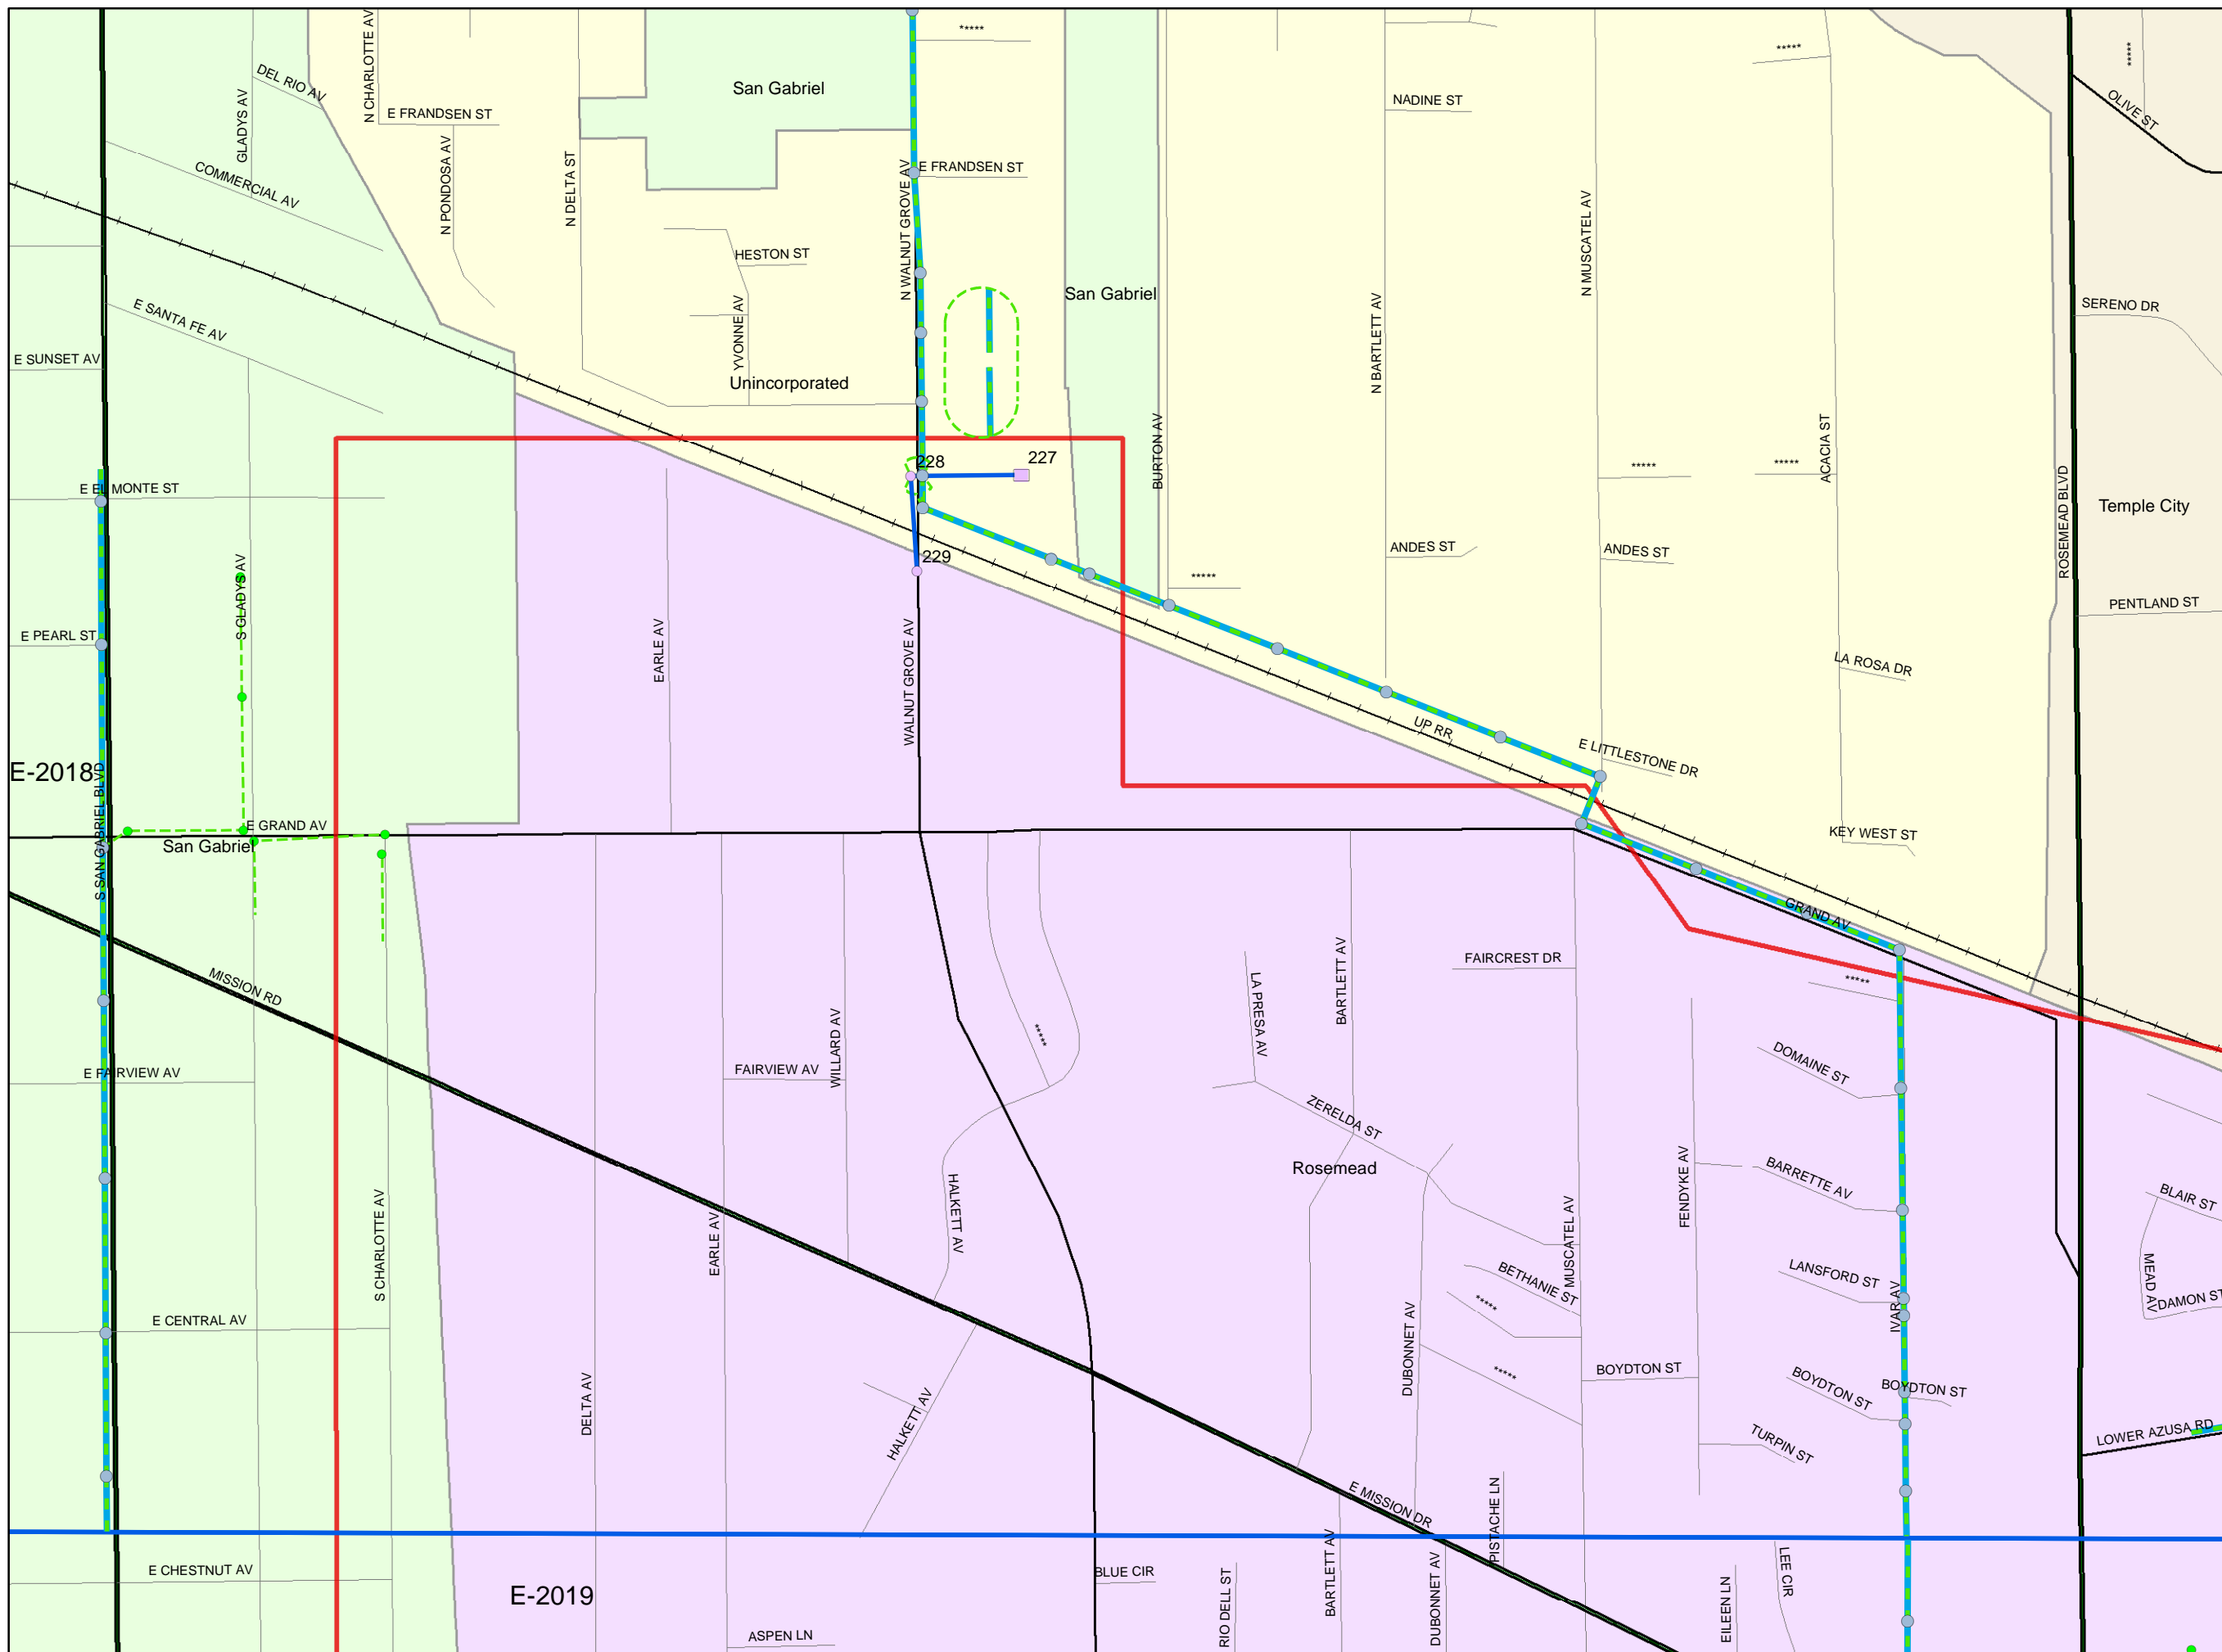 N CHARLOTTE AV
*****
*****
*****
DEL RIO AV
GLADYS AV
San Gabriel
NADINE ST
OLIVE ST
E FRANDSEN ST
N PONDOSA AV
N DELTA ST
N WALNUT GROVE AV
E FRANDSEN ST
COMMERCIAL AV
N MUSCATEL AV
HESTON ST
San Gabriel
E SANTA FE AV
YVONNE AV
N BARTLETT AV
SERENO DR
E SUNSET AV
Unincorporated
BURTON AV
ACACIA ST
228
227
*****
*****
E EL MONTE ST
ROSEMEAD BLVD
Temple City
229
ANDES ST
ANDES ST
S GLADYS AV
*****
PENTLAND ST
E PEARL ST
EARLE AV
WALNUT GROVE AV
LA ROSA DR
UP RR
E LITTLESTONE DR
E-2018
S SAN GABRIEL BLVD
E GRAND AV
San Gabriel
KEY WEST ST
GRAND AV
MISSION RD
LA PRESA AV
BARTLETT AV
FAIRCREST DR
*****
WILLARD AV
*****
E FAIRVIEW AV
FAIRVIEW AV
DOMAINE ST
ZERELDA ST
Rosemead
FENDYKE AV
BARRETTE AV
BLAIR ST
S CHARLOTTE AV
EARLE AV
HALKETT AV
MUSCATEL AV
BETHANIE ST
*****
LANSFORD ST
IVAR AV
MEAD AV
DAMON ST
E CENTRAL AV
DELTA AV
HALKETT AV
DUBONNET AV
*****
BOYDTON ST
BOYDTON ST
BOYDTON ST
TURPIN ST
LOWER AZUSA RD
E MISSION DR
PISTACHE LN
E CHESTNUT AV
E-2019
BLUE CIR
RIO DELL ST
BARTLETT AV
DUBONNET AV
EILEEN LN
LEE CIR
ASPEN LN